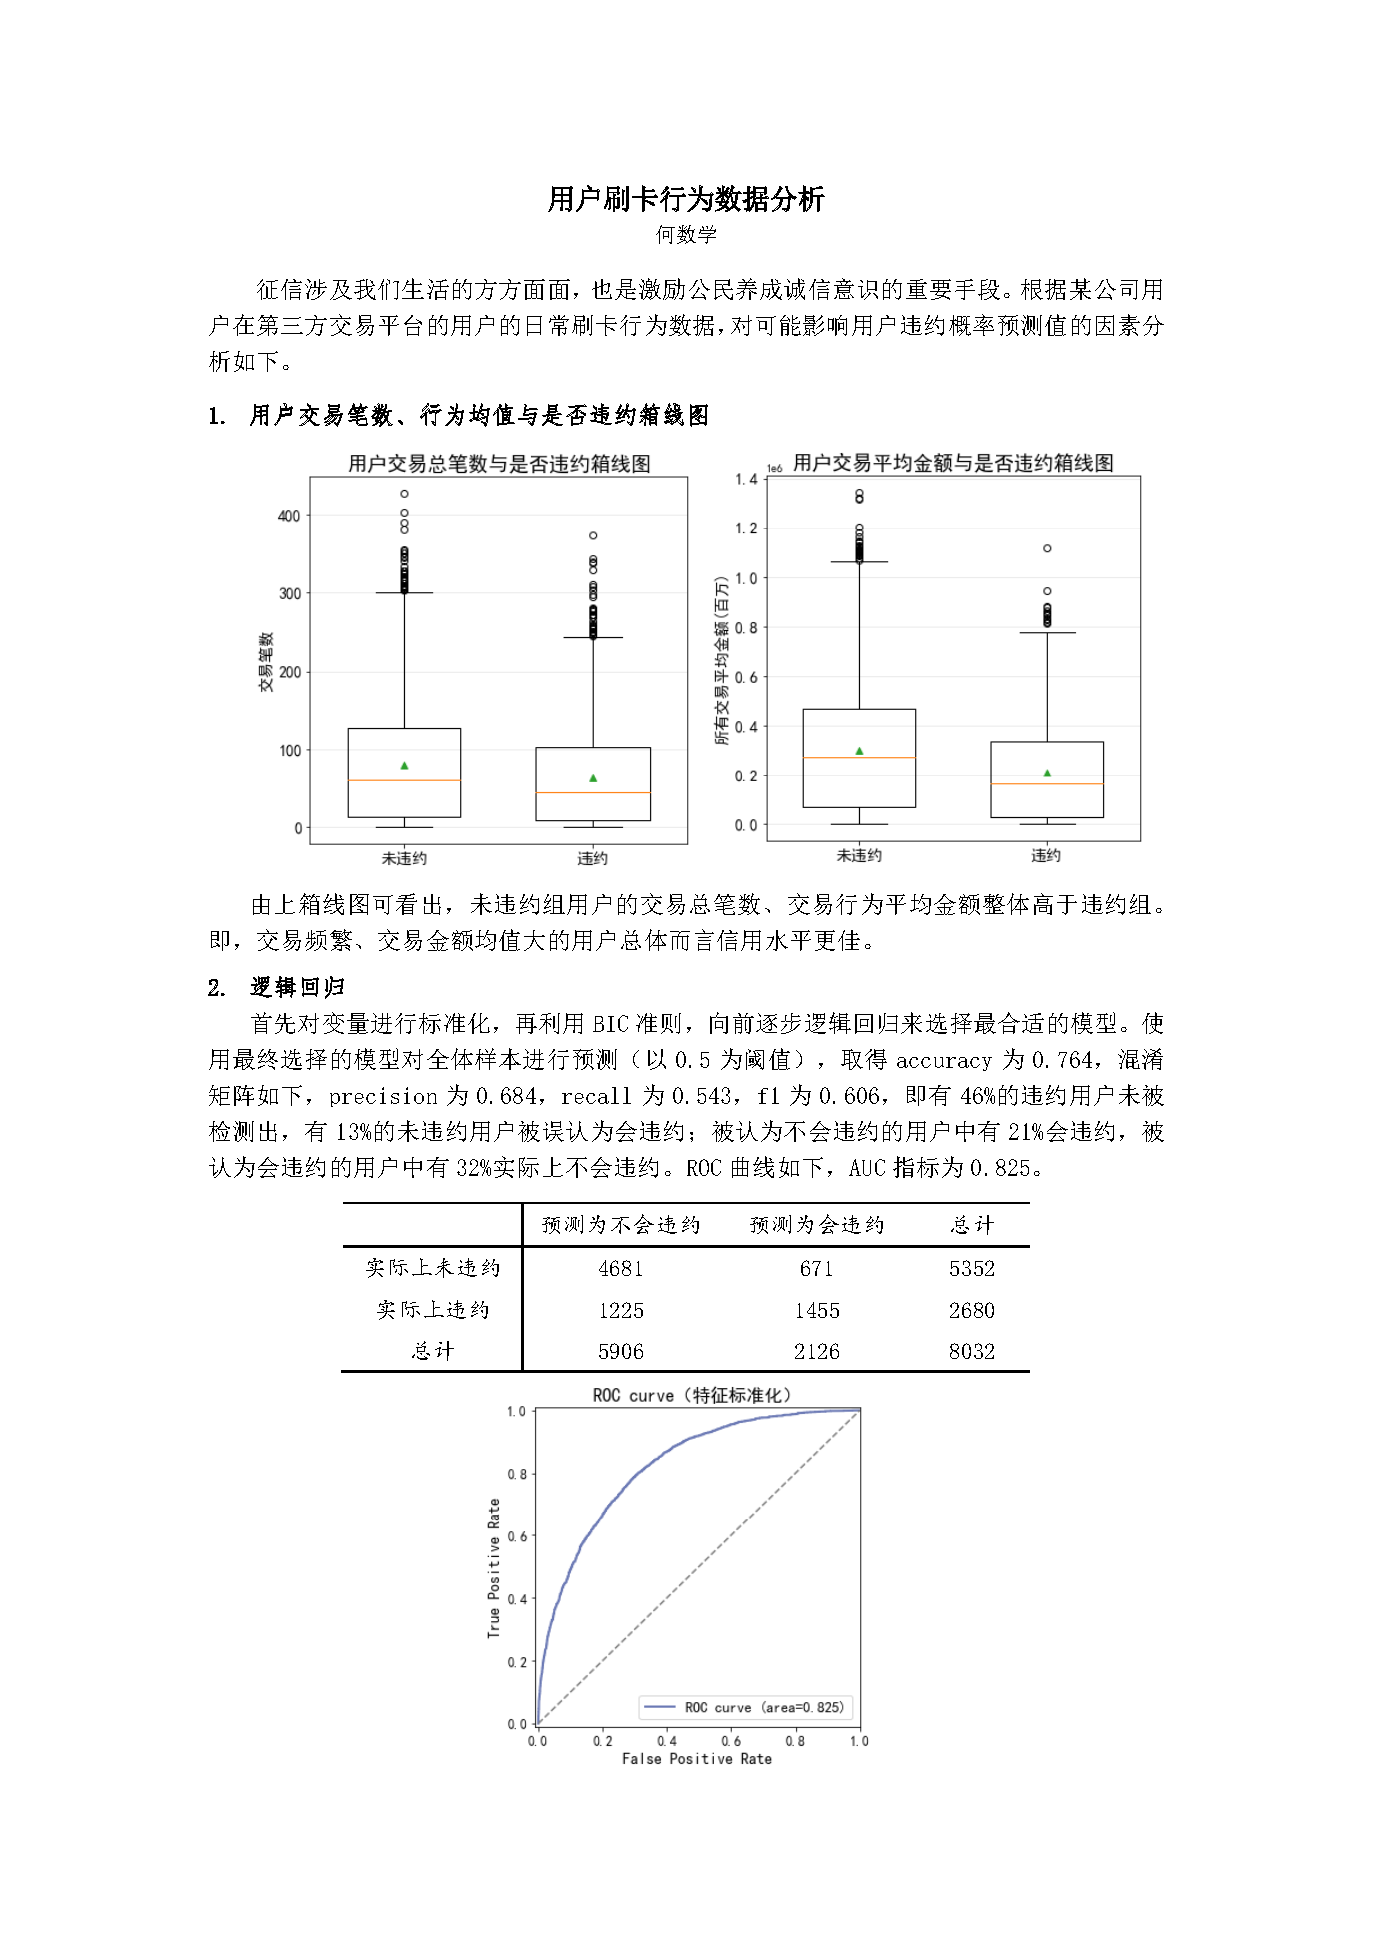 用户刷卡行为数据分析
何数学
征信涉及我们生活的方方面面，也是激励公民养成诚信意识的重要手段。根据某公司用
户在第三方交易平台的用户的日常刷卡行为数据，对可能影响用户违约概率预测值的因素分
析如下。
1. 用户交易笔数、行为均值与是否违约箱线图
用户交易总笔数与是否违约箱线图
400
300
200
100
0
交易笔数
未违约 违约
1e6 用户交易平均金额与是否违约箱线图
1.4
1.2
1.0
0.8
0.6
0.4
0.2
0.0
所有交易平均金额(百万)
未违约 违约
由上箱线图可看出，未违约组用户的交易总笔数、交易行为平均金额整体高于违约组。
即，交易频繁、交易金额均值大的用户总体而言信用水平更佳。
2. 逻辑回归
首先对变量进行标准化，再利用 BIC 准则，向前逐步逻辑回归来选择最合适的模型。使
用最终选择的模型对全体样本进行预测（以 0.5 为阈值），取得 accuracy 为 0.764，混淆
矩阵如下，precision 为 0.684，recall 为 0.543，f1 为 0.606，即有 46%的违约用户未被
检测出，有 13%的未违约用户被误认为会违约；被认为不会违约的用户中有 21%会违约，被
认为会违约的用户中有 32%实际上不会违约。ROC 曲线如下，AUC 指标为 0.825。
预测为不会违约 预测为会违约 总计
实际上未违约 4681 671 5352
实际上违约 1225 1455 2680
总计 5906 2126 8032
ROC curve（特征标准化）
1.0
0.8
0.6
0.4
0.2
0.0
True Positive Rate
ROC curve (area=0.825)
0.0 0.2 0.4 0.6 0.8 1.0
False Positive Rate